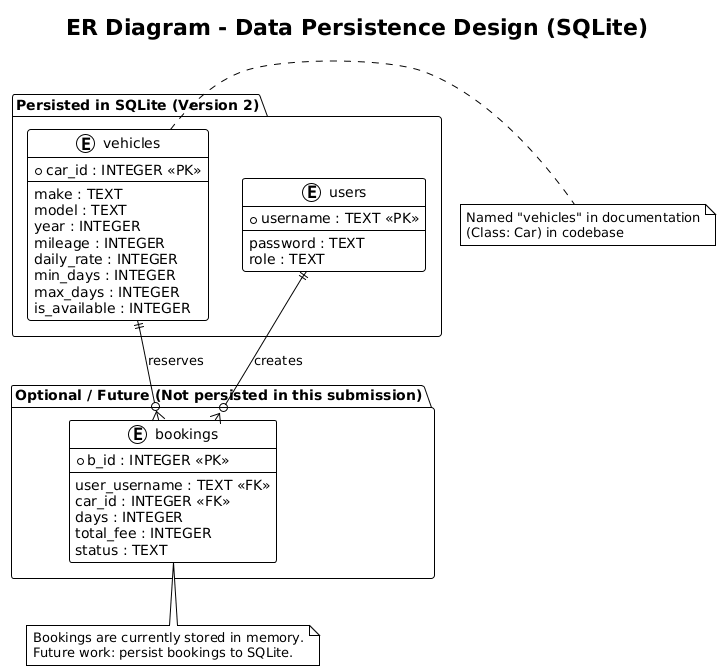 ER Diagram - Data Persistence Design (SQLite)
Persisted in SQLite (Version 2)
E vehicles
car_id : INTEGER «PK»
make : TEXT
model : TEXT
year : INTEGER
mileage : INTEGER
daily_rate : INTEGER
min_days : INTEGER
max_days : INTEGER
is_available : INTEGER
E users
username : TEXT «PK»
password : TEXT
role : TEXT
Named "vehicles" in documentation
(Class: Car) in codebase
reserves
creates
Optional / Future (Not persisted in this submission)
E bookings
b_id : INTEGER «PK»
user_username : TEXT «FK»
car_id : INTEGER «FK»
days : INTEGER
total_fee : INTEGER
status : TEXT
Bookings are currently stored in memory.
Future work: persist bookings to SQLite.